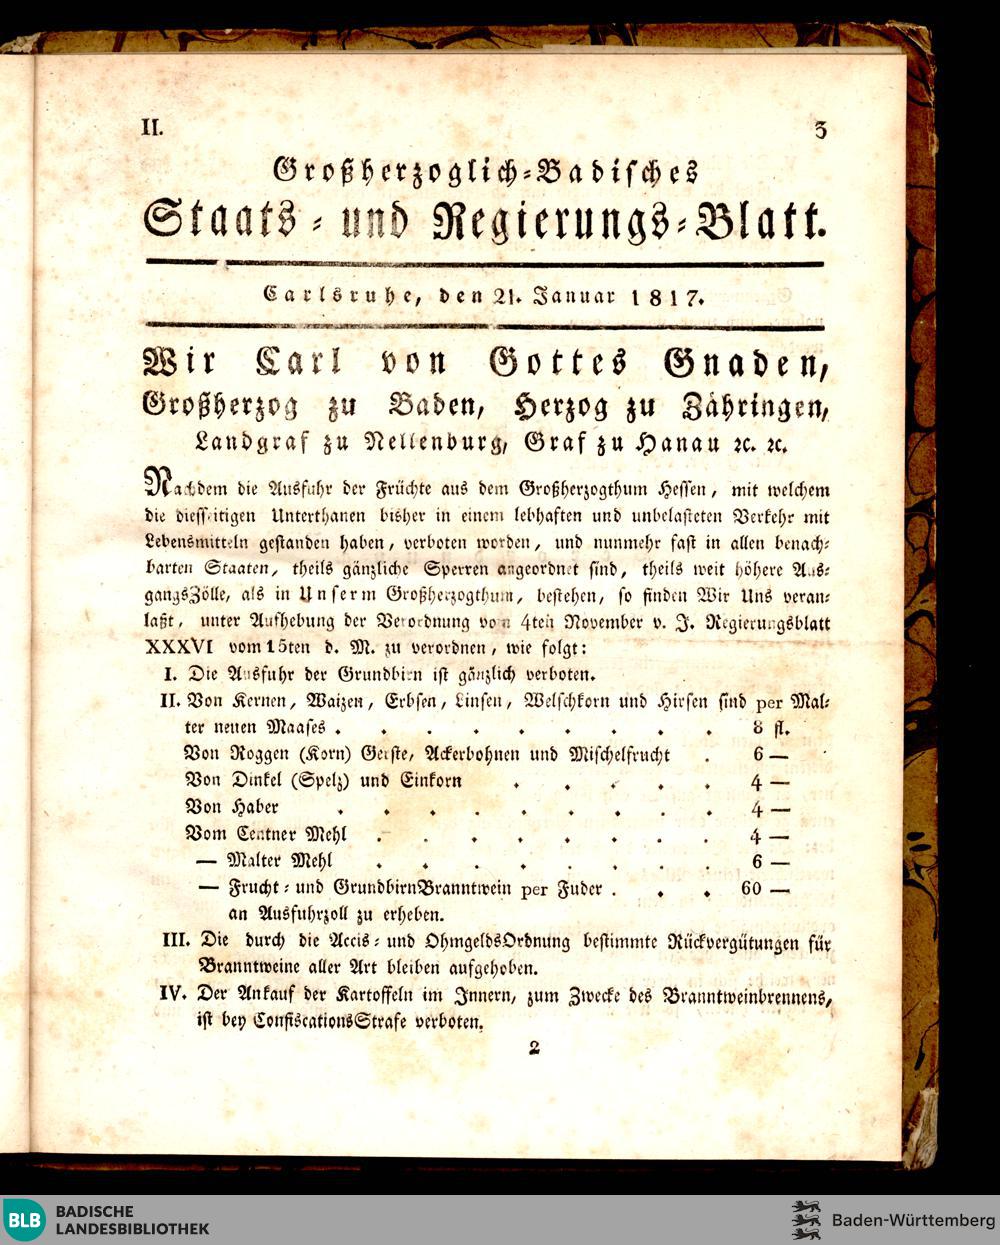 II. 3
Großherzoglich-Badisches
Staats- und Regierungs-Blatt.
Carlsruhe, den 21. Januar 1817.
Wir Carl von Gottes Gnaden,
Großherzog zu Baden, Herzog zu Zähringen,
Landgraf zu Nellenburg, Graf zu Hanau ꝛc. ꝛc.
Nachdem die Ausfuhr der Früchte aus dem Großherzogthum Hessen, mit welchem
die diesseitigen Unterthanen bisher in einem lebhaften und unbelasteten Verkehr mit
Lebensmitteln gestanden haben, verboten worden, und nunmehr fast in allen benach-
barten Staaten, theils gänzliche Sperren angeordnet sind, theils weit höhere Aus-
gangsZölle, als in Unserm Großherzogthum, bestehen, so finden Wir Uns veran-
laßt, unter Aufhebung der Verordnung vom 4ten November v. J. Regierungsblatt
XXXVI vom 15ten d. M. zu verordnen, wie folgt:
I. Die Ausfuhr der Grundbirn ist gänzlich verboten.
II. Von Kernen, Waizen, Erbsen, Linsen, Welschkorn und Hirsen sind per Mal-
ter neuen Maases . . . . . . . . . 8 fl.
Von Roggen (Korn) Gerste, Ackerbohnen und Mischelfrucht . 6 —
Von Dinkel (Spelz) und Einkorn . . . . . 4 —
Von Haber . . . . . . . . . 4 —
Vom Centner Mehl . . . . . . . . 4 —
— Malter Mehl . . . . . . . . 6 —
— Frucht- und GrundbirnBranntwein per Fuder . . . 60 —
an Ausfuhrzoll zu erheben.
III. Die durch die Accis- und OhmgeldsOrdnung bestimmte Rückvergütungen für
Branntweine aller Art bleiben aufgehoben.
IV. Der Ankauf der Kartoffeln im Innern, zum Zwecke des Branntweinbrennens,
ist bey ConfiscationsStrafe verboten.
2
BLB BADISCHE
LANDESBIBLIOTHEK
Baden-Württemberg